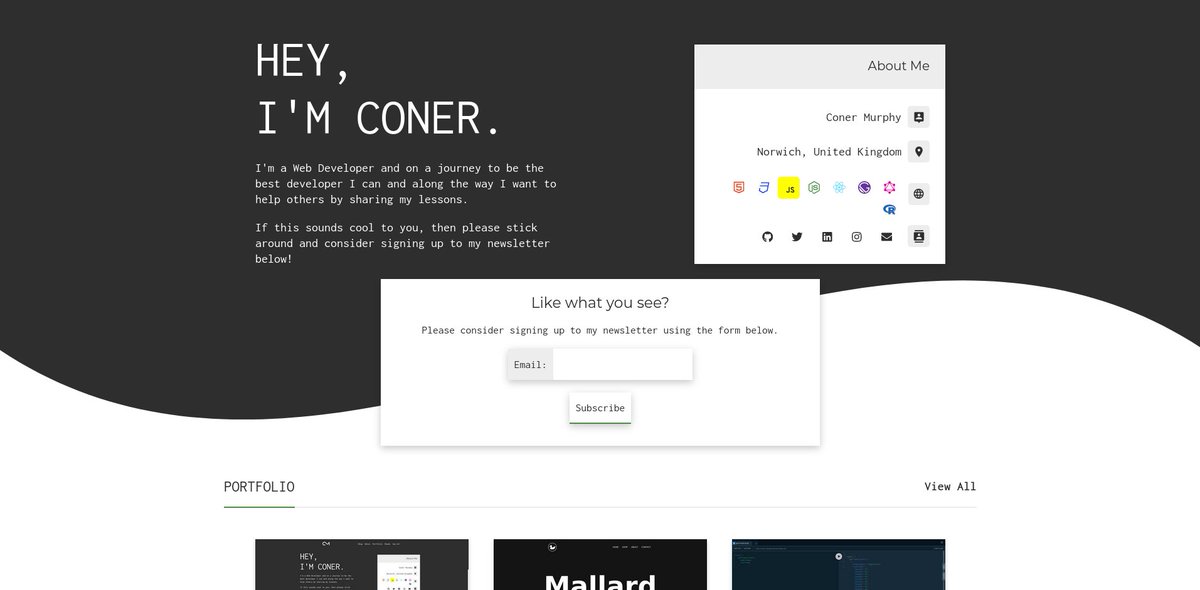 HEY,
I'M CONER.
I'm a Web Developer and on a journey to be the
best developer I can and along the way I want to
help others by sharing my lessons.
If this sounds cool to you, then please stick
around and consider signing up to my newsletter
below!
About Me
Coner Murphy
Norwich, United Kingdom
JS
Like what you see?
Please consider signing up to my newsletter using the form below.
Email:
Subscribe
PORTFOLIO
View All
HEY,
I'M CONER.
Mallard